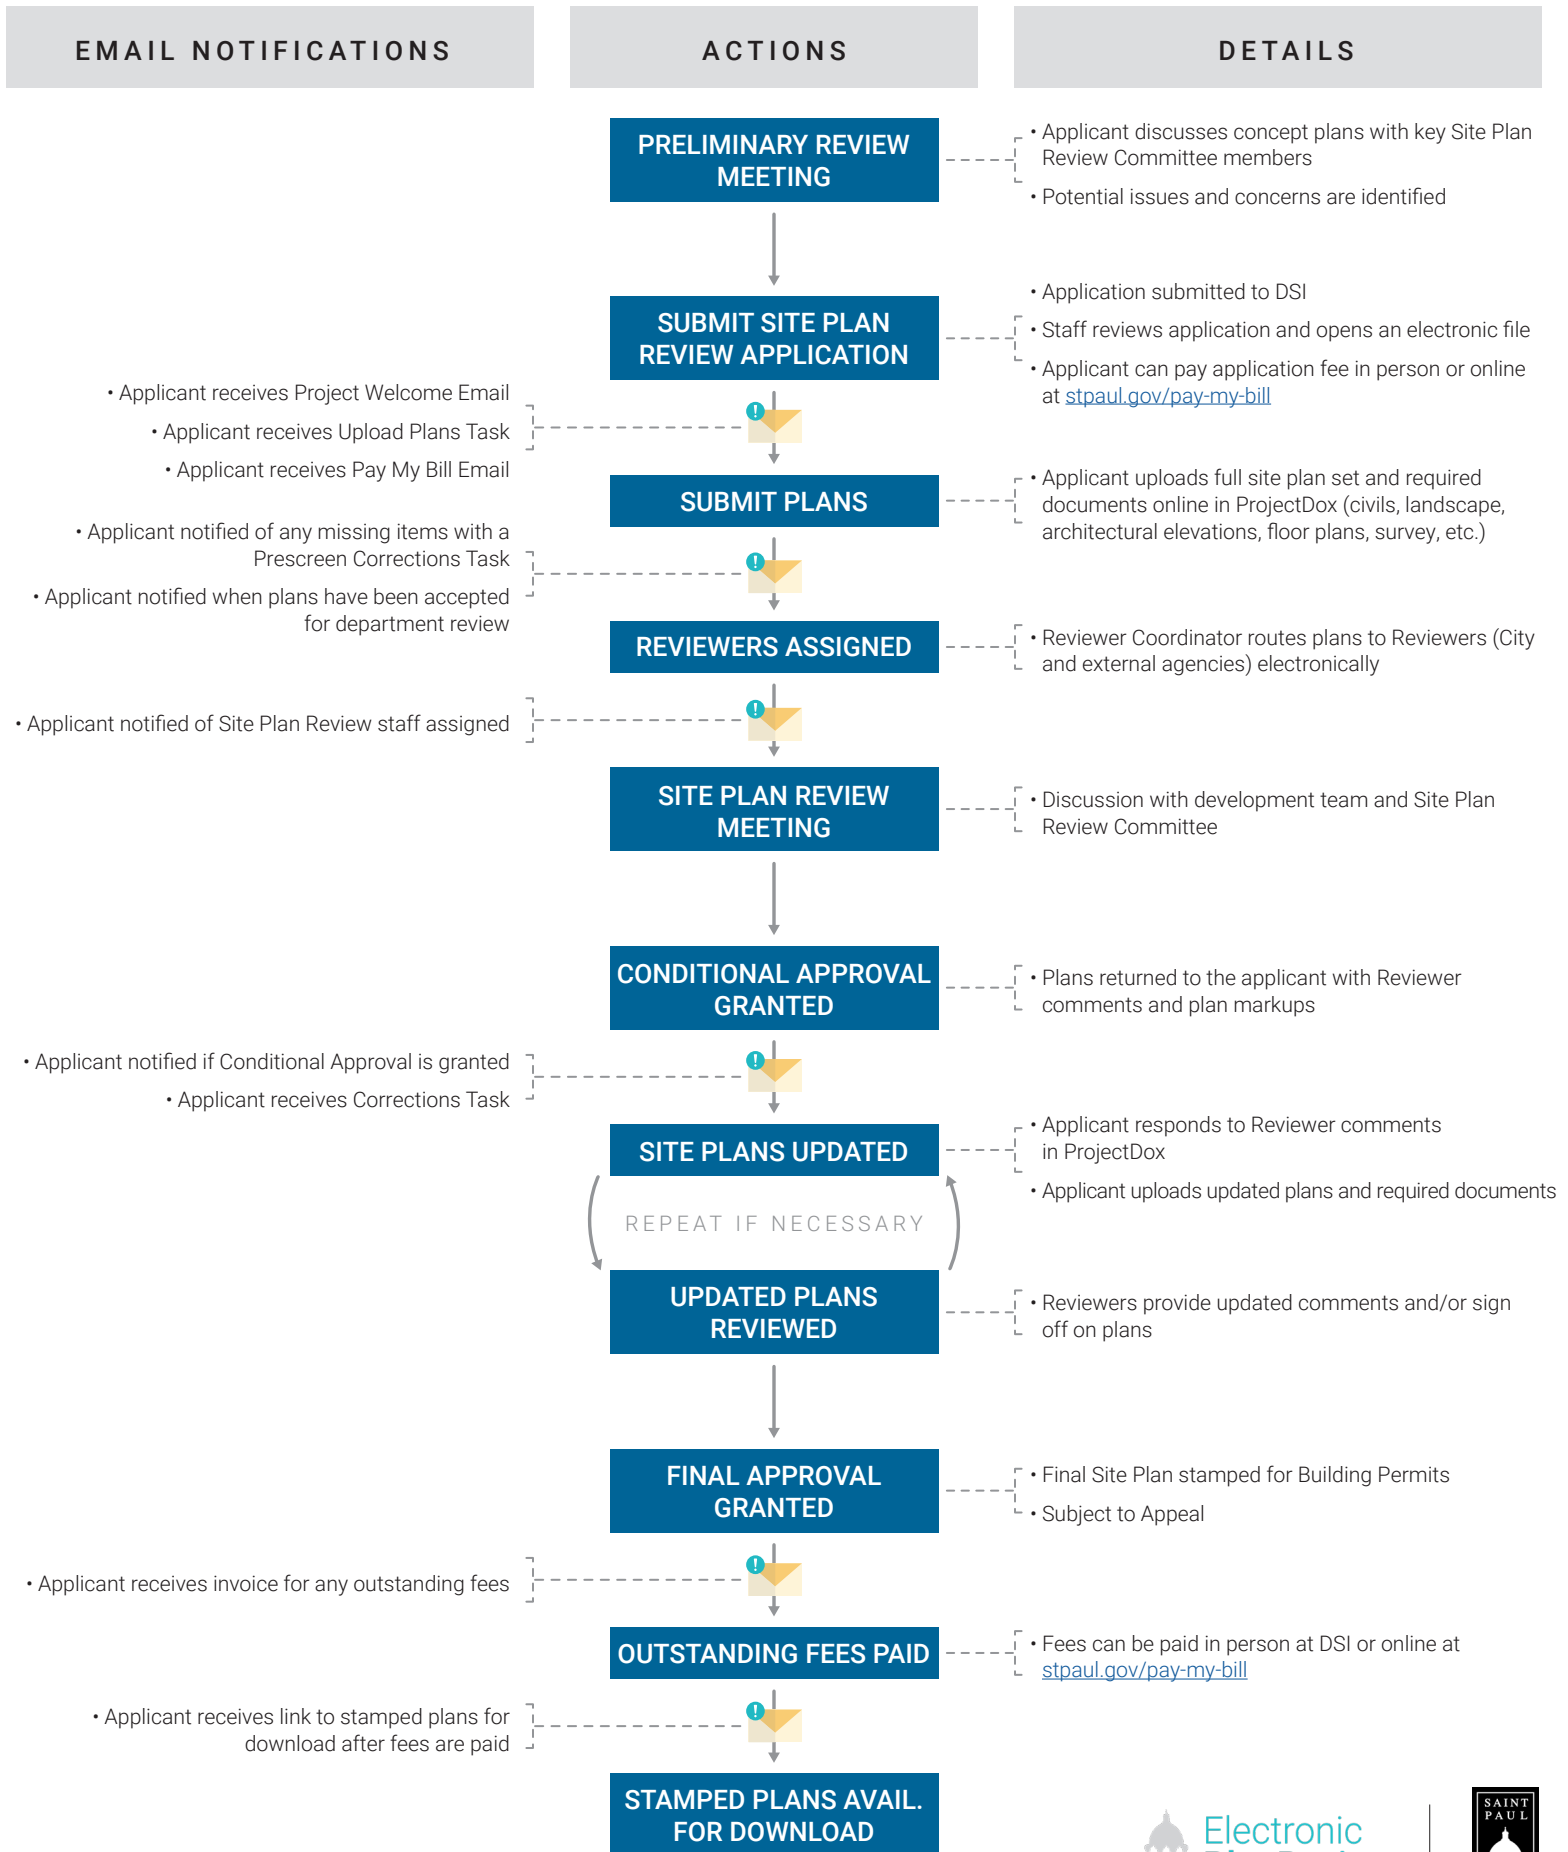 EMAIL NOTIFICATIONS
ACTIONS
DETAILS
PRELIMINARY REVIEW
MEETING
• Applicant discusses concept plans with key Site Plan
Review Committee members
• Potential issues and concerns are identified
SUBMIT SITE PLAN
REVIEW APPLICATION
• Application submitted to DSI
• Staff reviews application and opens an electronic file
• Applicant can pay application fee in person or online
at stpaul.gov/pay-my-bill
• Applicant receives Project Welcome Email
• Applicant receives Upload Plans Task
• Applicant receives Pay My Bill Email
SUBMIT PLANS
• Applicant uploads full site plan set and required
documents online in ProjectDox (civils, landscape,
architectural elevations, floor plans, survey, etc.)
• Applicant notified of any missing items with a
Prescreen Corrections Task
• Applicant notified when plans have been accepted
for department review
REVIEWERS ASSIGNED
• Reviewer Coordinator routes plans to Reviewers (City
and external agencies) electronically
• Applicant notified of Site Plan Review staff assigned
SITE PLAN REVIEW
MEETING
• Discussion with development team and Site Plan
Review Committee
CONDITIONAL APPROVAL
GRANTED
• Plans returned to the applicant with Reviewer
comments and plan markups
• Applicant notified if Conditional Approval is granted
• Applicant receives Corrections Task
SITE PLANS UPDATED
• Applicant responds to Reviewer comments
in ProjectDox
• Applicant uploads updated plans and required documents
REPEAT IF NECESSARY
UPDATED PLANS
REVIEWED
• Reviewers provide updated comments and/or sign
off on plans
FINAL APPROVAL
GRANTED
• Final Site Plan stamped for Building Permits
• Subject to Appeal
• Applicant receives invoice for any outstanding fees
OUTSTANDING FEES PAID
• Fees can be paid in person at DSI or online at
stpaul.gov/pay-my-bill
• Applicant receives link to stamped plans for
download after fees are paid
STAMPED PLANS AVAIL.
FOR DOWNLOAD
Electronic
SAINT
PAUL